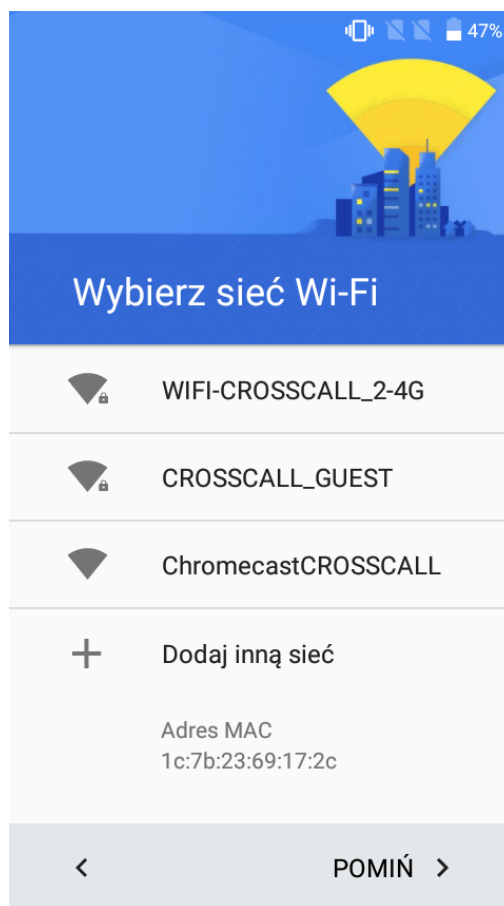 47%
Wybierz sieć Wi-Fi
WIFI-CROSSCALL_2-4G
CROSSCALL_GUEST
ChromecastCROSSCALL
Dodaj inną sieć
Adres MAC
1c:7b:23:69:17:2c
POMIŃ